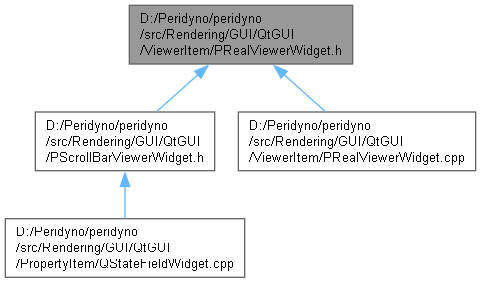 D:/Peridyno/peridyno
/src/Rendering/GUI/QtGUI
/ViewerItem/PRealViewerWidget.h
D:/Peridyno/peridyno
/src/Rendering/GUI/QtGUI
/PScrollBarViewerWidget.h
D:/Peridyno/peridyno
/src/Rendering/GUI/QtGUI
/ViewerItem/PRealViewerWidget.cpp
D:/Peridyno/peridyno
/src/Rendering/GUI/QtGUI
/PropertyItem/QStateFieldWidget.cpp